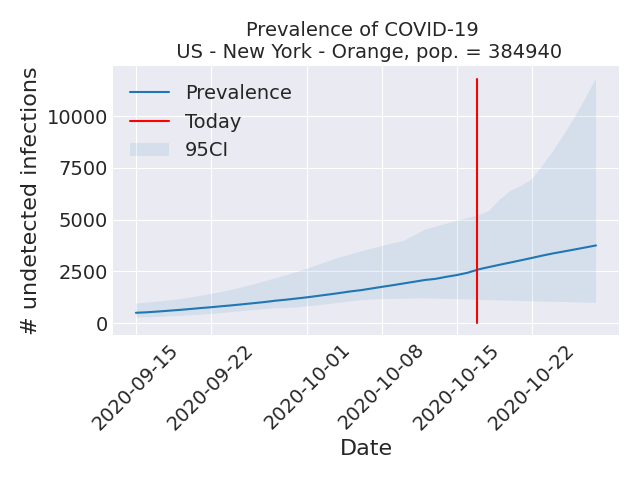 Prevalence of COVID-19
US - New York - Orange, pop. = 384940
# undetected infections
10000
7500
5000
2500
0
Prevalence
Today
95CI
2020-09-15
2020-09-22
2020-10-01
2020-10-08
2020-10-15
2020-10-22
Date